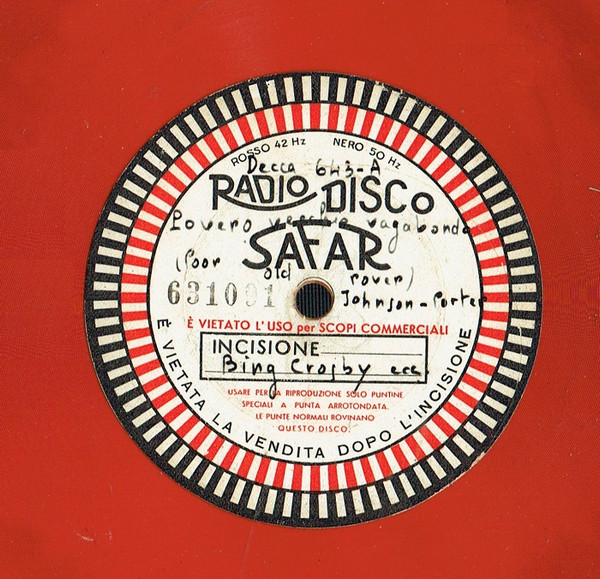 ROSSO 42 Hz NERO 50 Hz
Decca 643-A
RADIO DISCO
Povero vecchio vagabondo
SAFAR
(Poor old rover)
631091
Johnson-Porter
È VIETATO L'USO per SCOPI COMMERCIALI
INCISIONE
Bing Crosby ecc
USARE PER LA RIPRODUZIONE SOLO PUNTINE
SPECIALI A PUNTA ARROTONDATA.
LE PUNTE NORMALI ROVINANO
QUESTO DISCO.
È VIETATA LA VENDITA DOPO L'INCISIONE